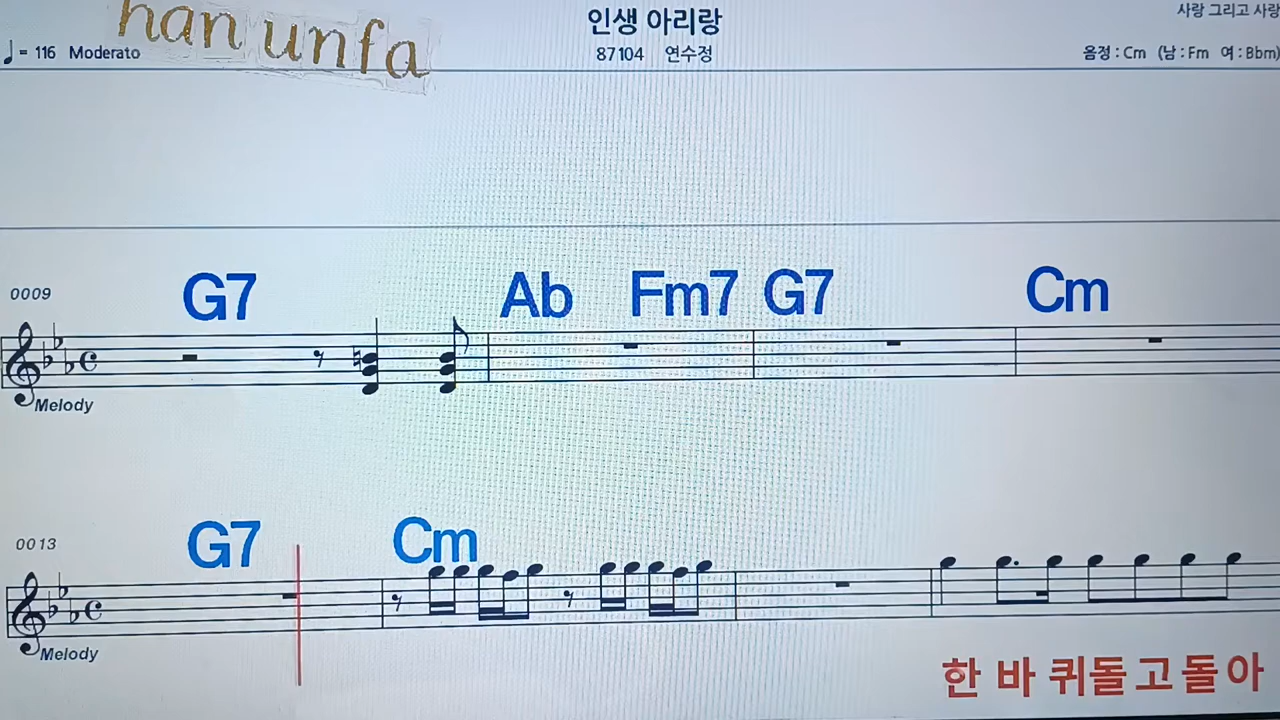 han unfa
인생 아리랑
사랑 그리고 사랑
♩= 116 Moderato
87104 연수정
음정 : Cm (남 : Fm 여 : Bbm)
0009
G7 Ab Fm7 G7 Cm
Melody
0013
G7 Cm
Melody
한 바 퀴돌 고 돌 아